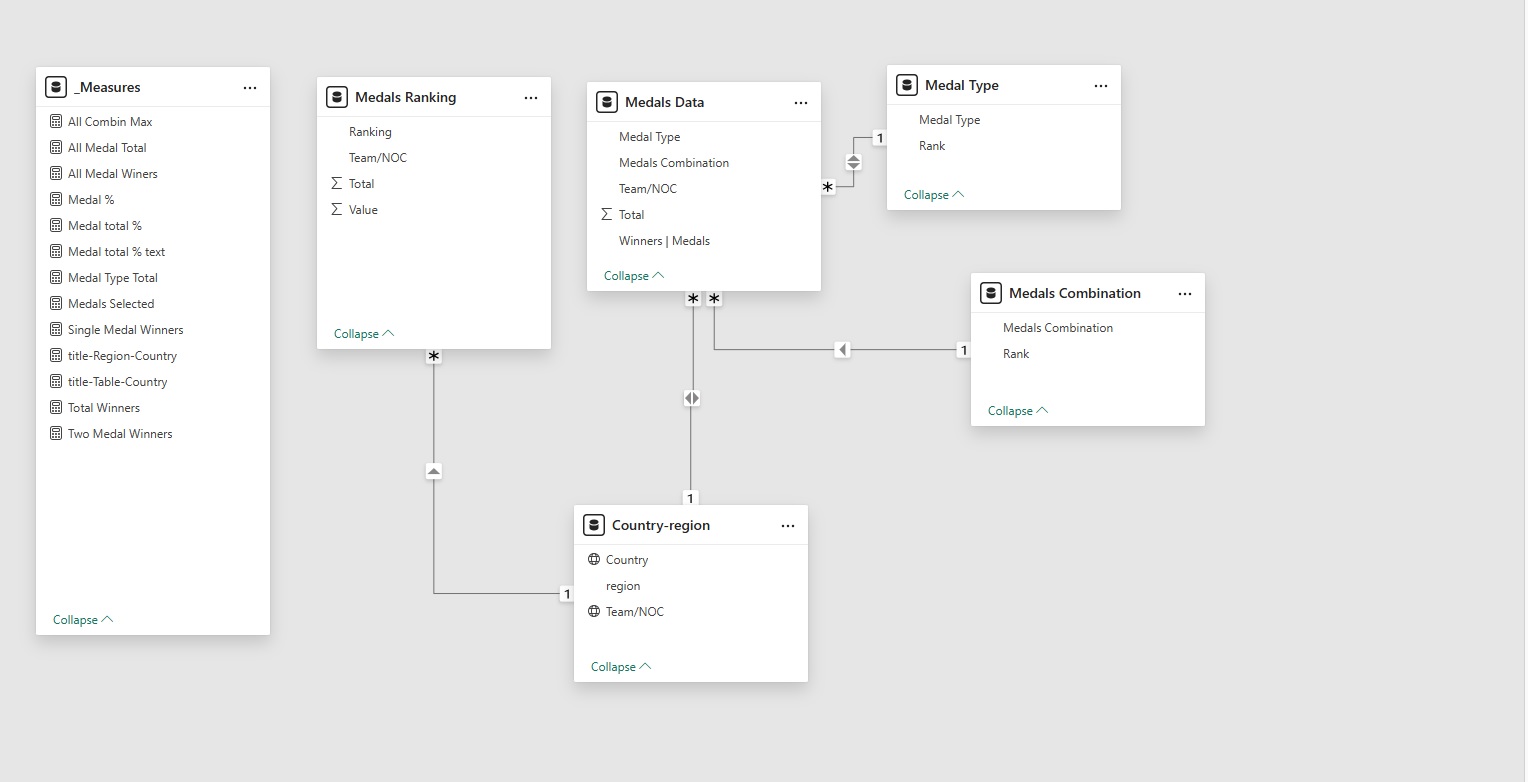 _Measures
All Combin Max
All Medal Total
All Medal Winers
Medal %
Medal total %
Medal total % text
Medal Type Total
Medals Selected
Single Medal Winners
title-Region-Country
title-Table-Country
Total Winners
Two Medal Winners
Collapse
Medals Ranking
Ranking
Team/NOC
Total
Value
Collapse
*
Medals Data
Medal Type
Medals Combination
Team/NOC
Total
Winners | Medals
Collapse
*
* *
Medal Type
Medal Type
Rank
Collapse
1
Medals Combination
Medals Combination
Rank
Collapse
1
Country-region
Country
region
Team/NOC
Collapse
1
1